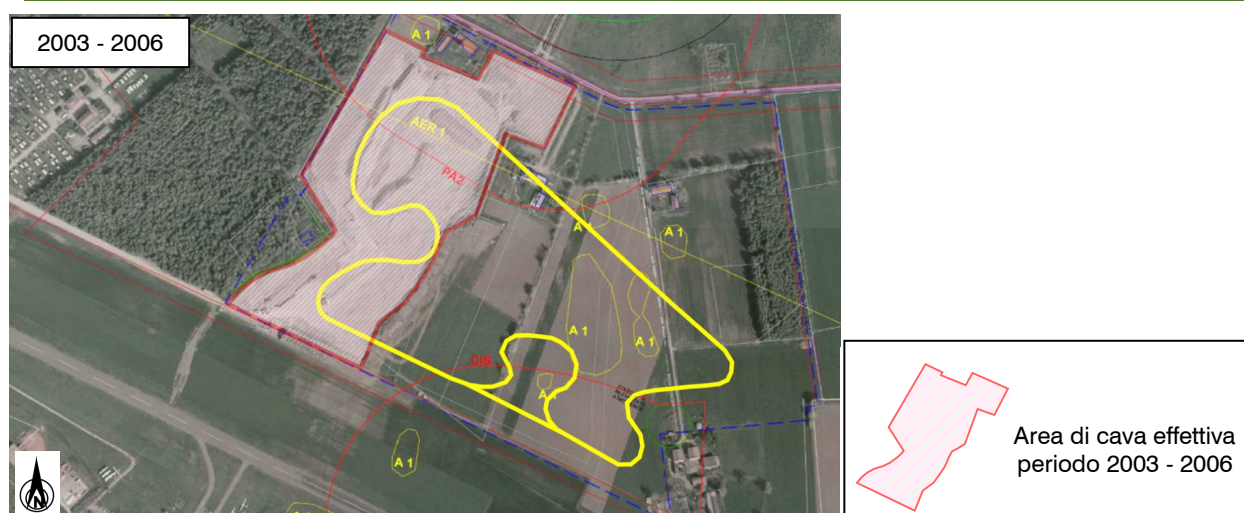 2003 - 2006
A 1
AER 1
PAZ
A 1
A 1
A 1
A 1
CIS
A 1
A 1
N
Area di cava effettiva
periodo 2003 - 2006